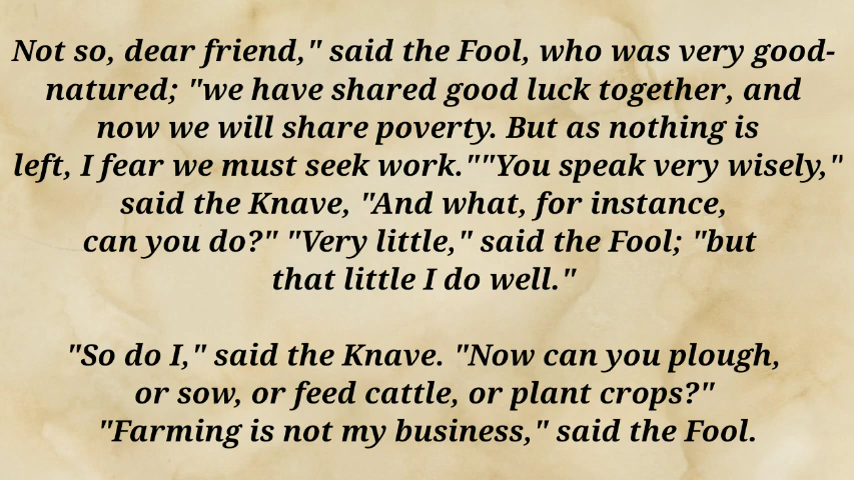 Not so, dear friend," said the Fool, who was very good-
natured; "we have shared good luck together, and
now we will share poverty. But as nothing is
left, I fear we must seek work.""You speak very wisely,"
said the Knave, "And what, for instance,
can you do?" "Very little," said the Fool; "but
that little I do well."
"So do I," said the Knave. "Now can you plough,
or sow, or feed cattle, or plant crops?"
"Farming is not my business," said the Fool.